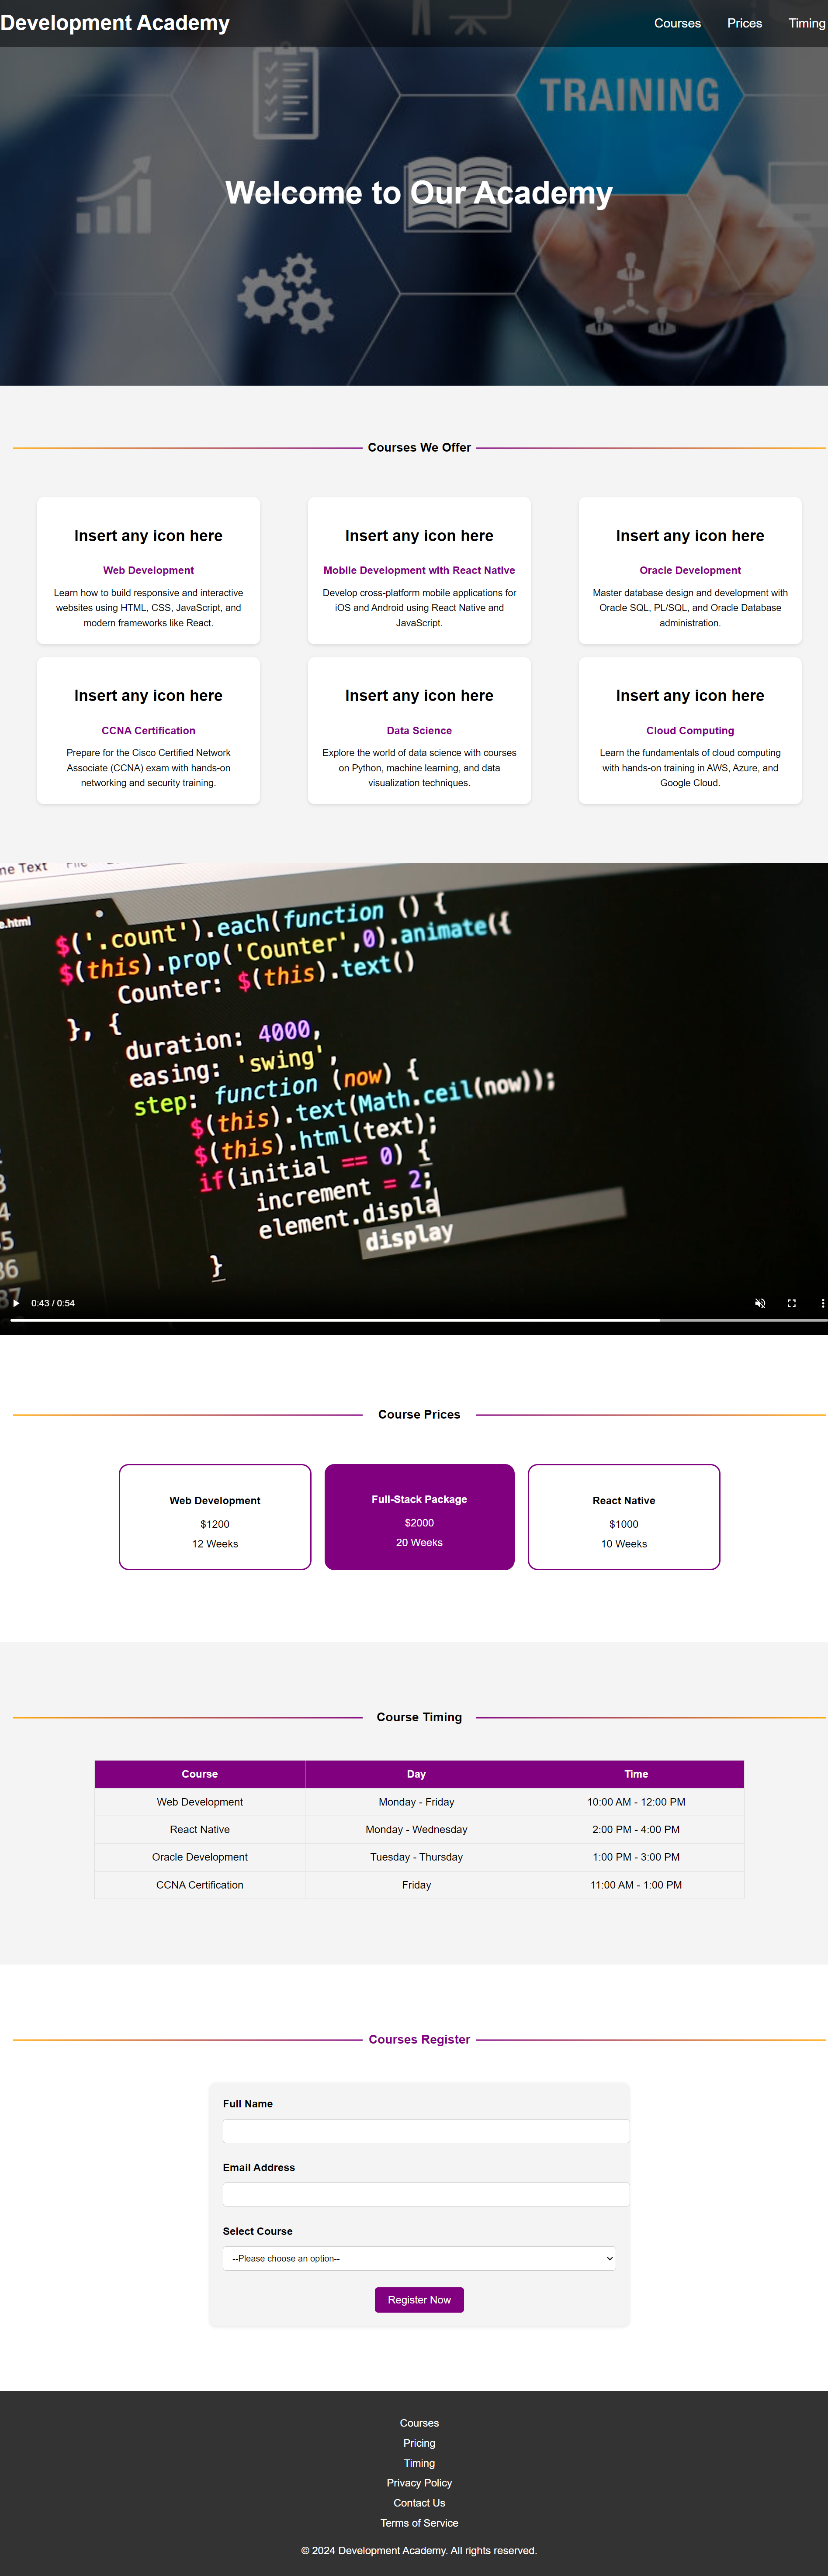 Development Academy
Courses
Prices
Timing
TRAINING
Welcome to Our Academy
Courses We Offer
Insert any icon here
Web Development
Learn how to build responsive and interactive
websites using HTML, CSS, JavaScript, and
modern frameworks like React.
Insert any icon here
Mobile Development with React Native
Develop cross-platform mobile applications for
iOS and Android using React Native and
JavaScript.
Insert any icon here
Oracle Development
Master database design and development with
Oracle SQL, PL/SQL, and Oracle Database
administration.
Insert any icon here
CCNA Certification
Prepare for the Cisco Certified Network
Associate (CCNA) exam with hands-on
networking and security training.
Insert any icon here
Data Science
Explore the world of data science with courses
on Python, machine learning, and data
visualization techniques.
Insert any icon here
Cloud Computing
Learn the fundamentals of cloud computing
with hands-on training in AWS, Azure, and
Google Cloud.
me Text
e.html
$('.count').each(function () {
$(this).prop('Counter',0).animate({
Counter: $(this).text()
}, {
duration: 4000,
easing: 'swing',
step: function (now) {
$(this).text(Math.ceil(now));
$(this).html(text);
if(initial == 0) {
increment = 2;
element.displa
display
}
86
87
0:43 / 0:54
Course Prices
Web Development
$1200
12 Weeks
Full-Stack Package
$2000
20 Weeks
React Native
$1000
10 Weeks
Course Timing
Course Day Time
Web Development Monday - Friday 10:00 AM - 12:00 PM
React Native Monday - Wednesday 2:00 PM - 4:00 PM
Oracle Development Tuesday - Thursday 1:00 PM - 3:00 PM
CCNA Certification Friday 11:00 AM - 1:00 PM
Courses Register
Full Name
Email Address
Select Course
--Please choose an option--
Register Now
Courses
Pricing
Timing
Privacy Policy
Contact Us
Terms of Service
© 2024 Development Academy. All rights reserved.